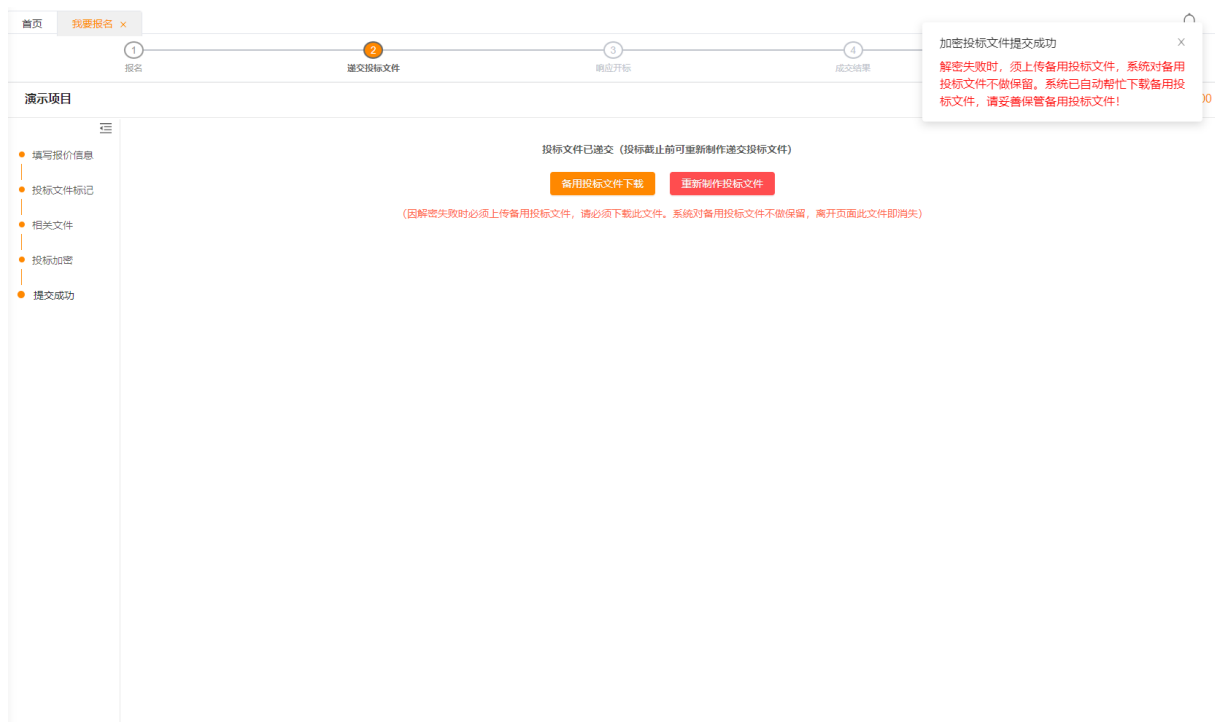 首页
我要报名 ×
1
报名
2
递交投标文件
3
响应开标
4
成交结果
加密投标文件提交成功
解密失败时，须上传备用投标文件，系统对备用
投标文件不做保留。系统已自动帮忙下载备用投
标文件，请妥善保管备用投标文件！
演示项目
00
填写报价信息
投标文件标记
相关文件
投标加密
提交成功
投标文件已递交（投标截止前可重新制作递交投标文件）
备用投标文件下载
重新制作投标文件
（因解密失败时必须上传备用投标文件，请必须下载此文件。系统对备用投标文件不做保留，离开页面此文件即消失）